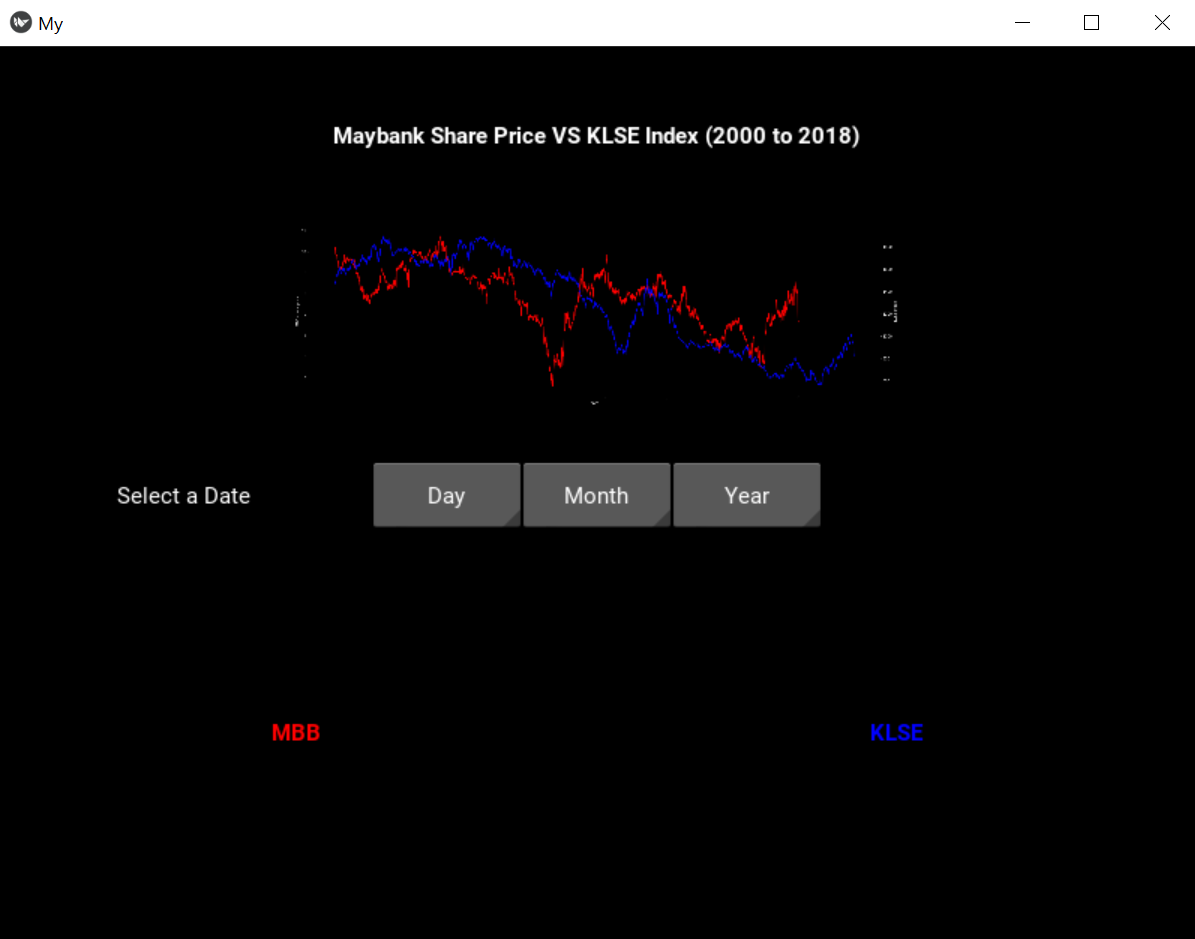 My
Maybank Share Price VS KLSE Index (2000 to 2018)
Select a Date
Day
Month
Year
MBB
KLSE